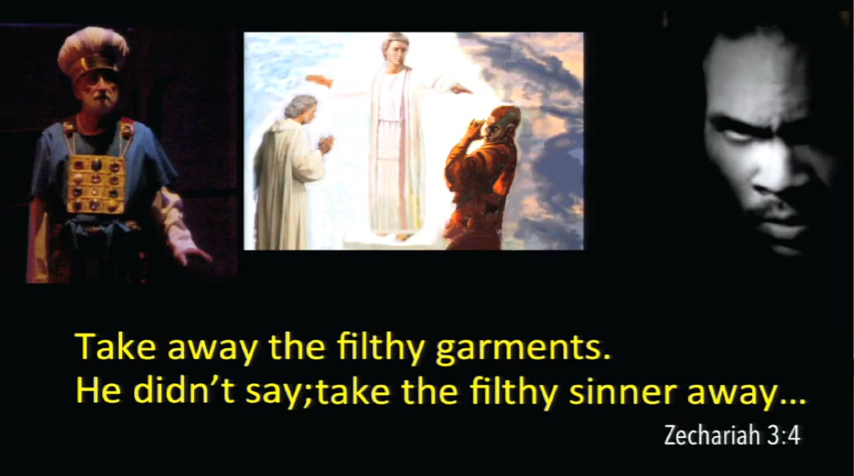 Take away the filthy garments.
He didn't say;take the filthy sinner away...
Zechariah 3:4